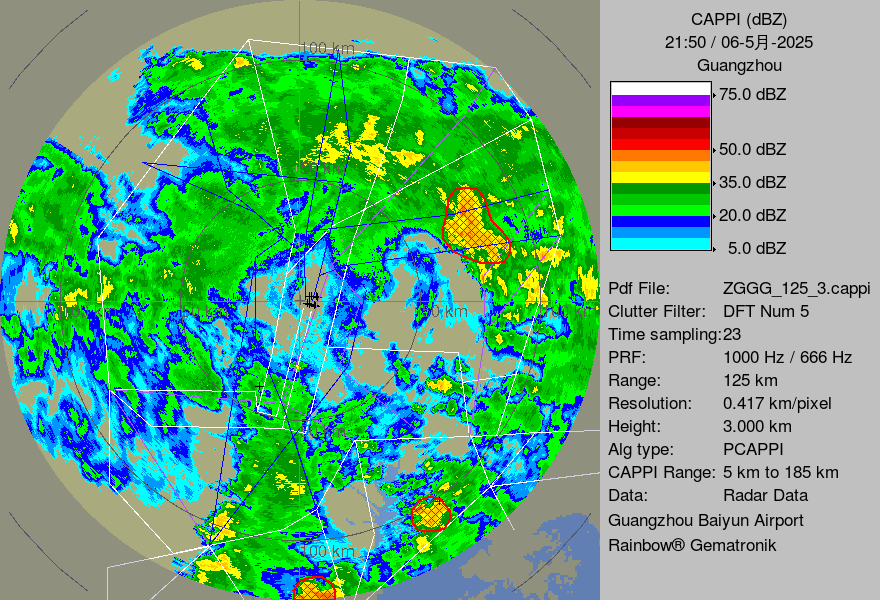 CAPPI (dBZ)
21:50 / 06-5月-2025
Guangzhou
75.0 dBZ
50.0 dBZ
35.0 dBZ
20.0 dBZ
5.0 dBZ
Pdf File: ZGGG_125_3.cappi
Clutter Filter: DFT Num 5
Time sampling:23
PRF: 1000 Hz / 666 Hz
Range: 125 km
Resolution: 0.417 km/pixel
Height: 3.000 km
Alg type: PCAPPI
CAPPI Range: 5 km to 185 km
Data: Radar Data
Guangzhou Baiyun Airport
Rainbow® Gematronik
100 km
100 km